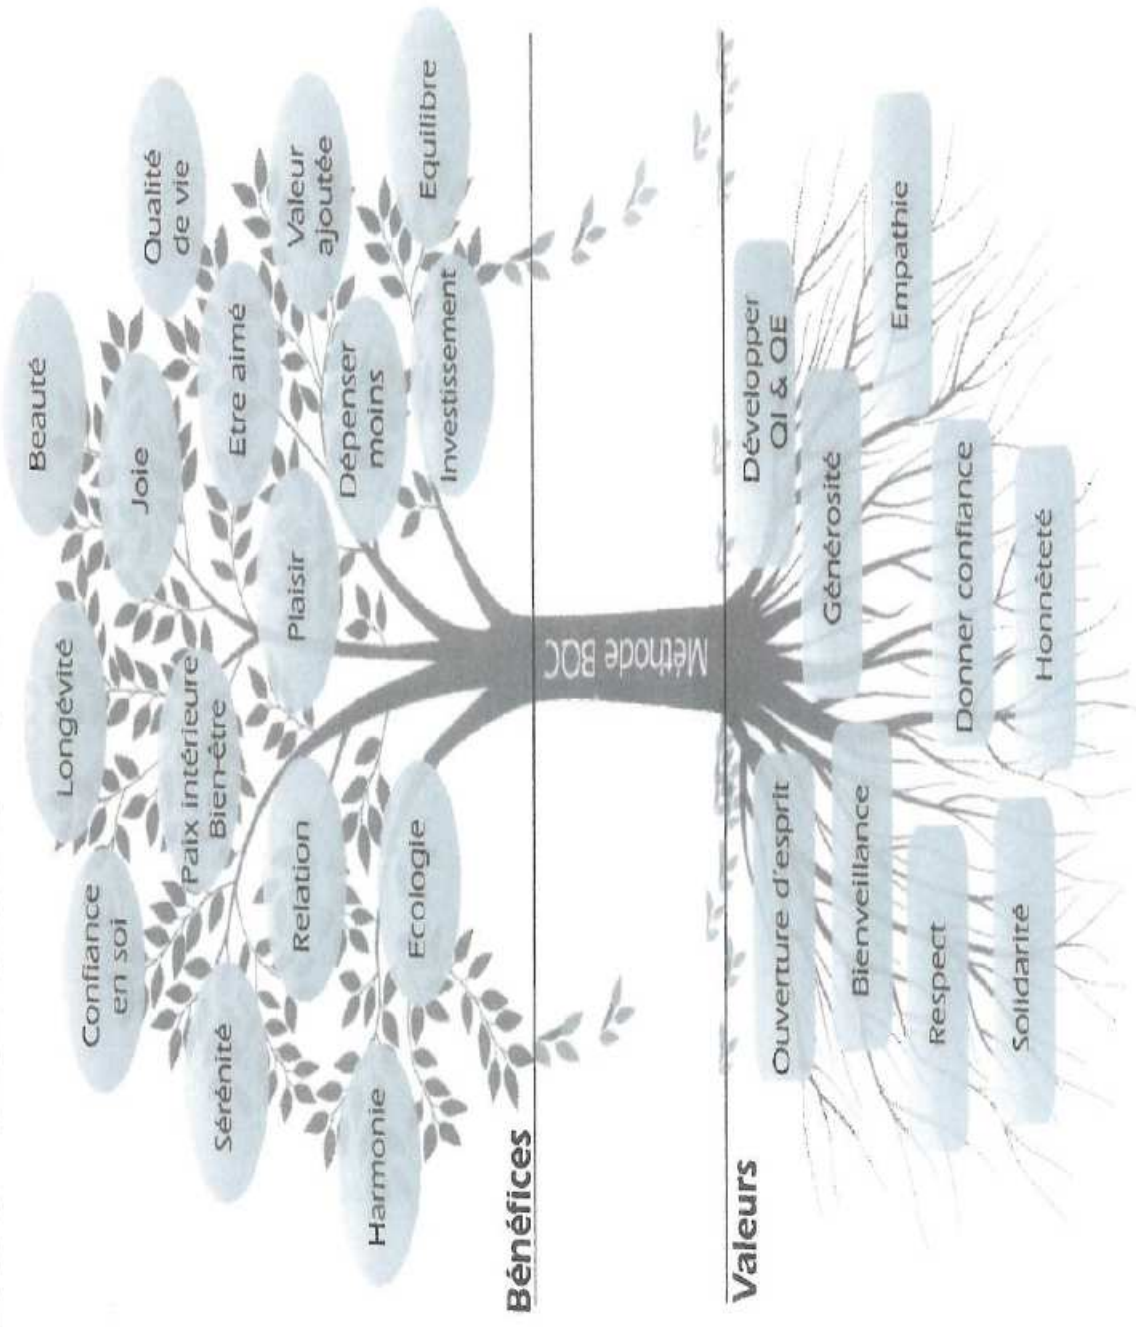 Bénéfices
Beauté
Longévité
Joie
Confiance
en soi
Qualité
de vie
Paix intérieure
Bien-être
Etre aimé
Sérénité
Plaisir
Relation
Valeur
ajoutée
Dépenser
moins
Harmonie
Ecologie
Equilibre
Investissement
Méthode BQC
Valeurs
Développer
QI & QE
Ouverture d'esprit
Générosité
Bienveillance
Empathie
Respect
Donner confiance
Solidarité
Honnêteté